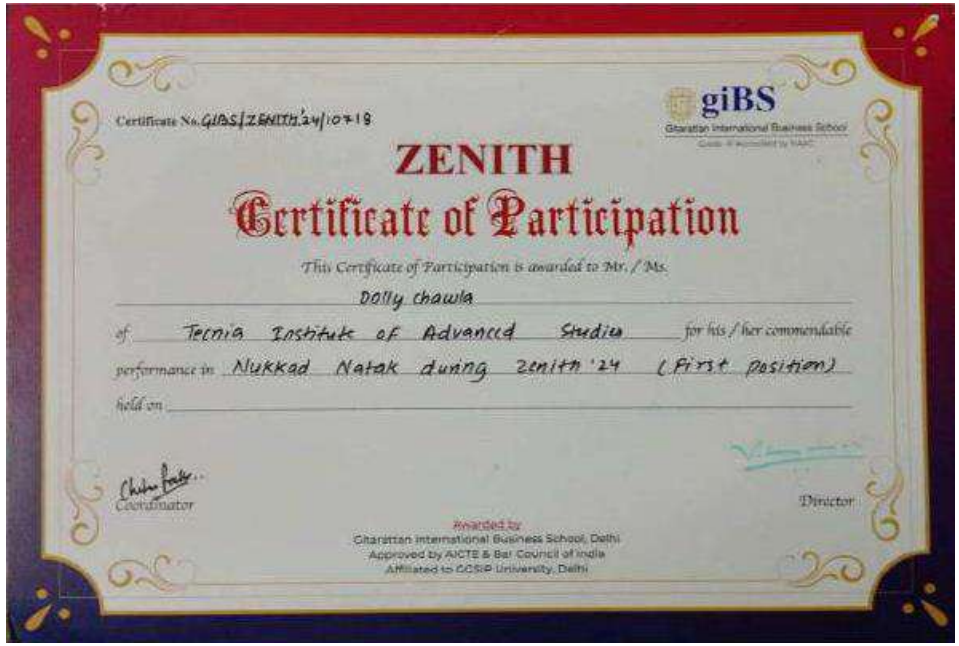 Certificate No. GIBS/ZENITH'24/10718
giBS
Gitarattan International Business School
ZENITH
Certificate of Participation
This Certificate of Participation is awarded to Mr. / Ms.
Dolly Chawla
of Tecnia Institute of Advanced Studies for his / her commendable
performance in Nukkad Natak during Zenith '24 (First position)
held on
Coordinator
Director
Awarded by
Gitarattan International Business School, Delhi
Approved by AICTE & Bar Council of India
Affiliated to GGSIP University, Delhi